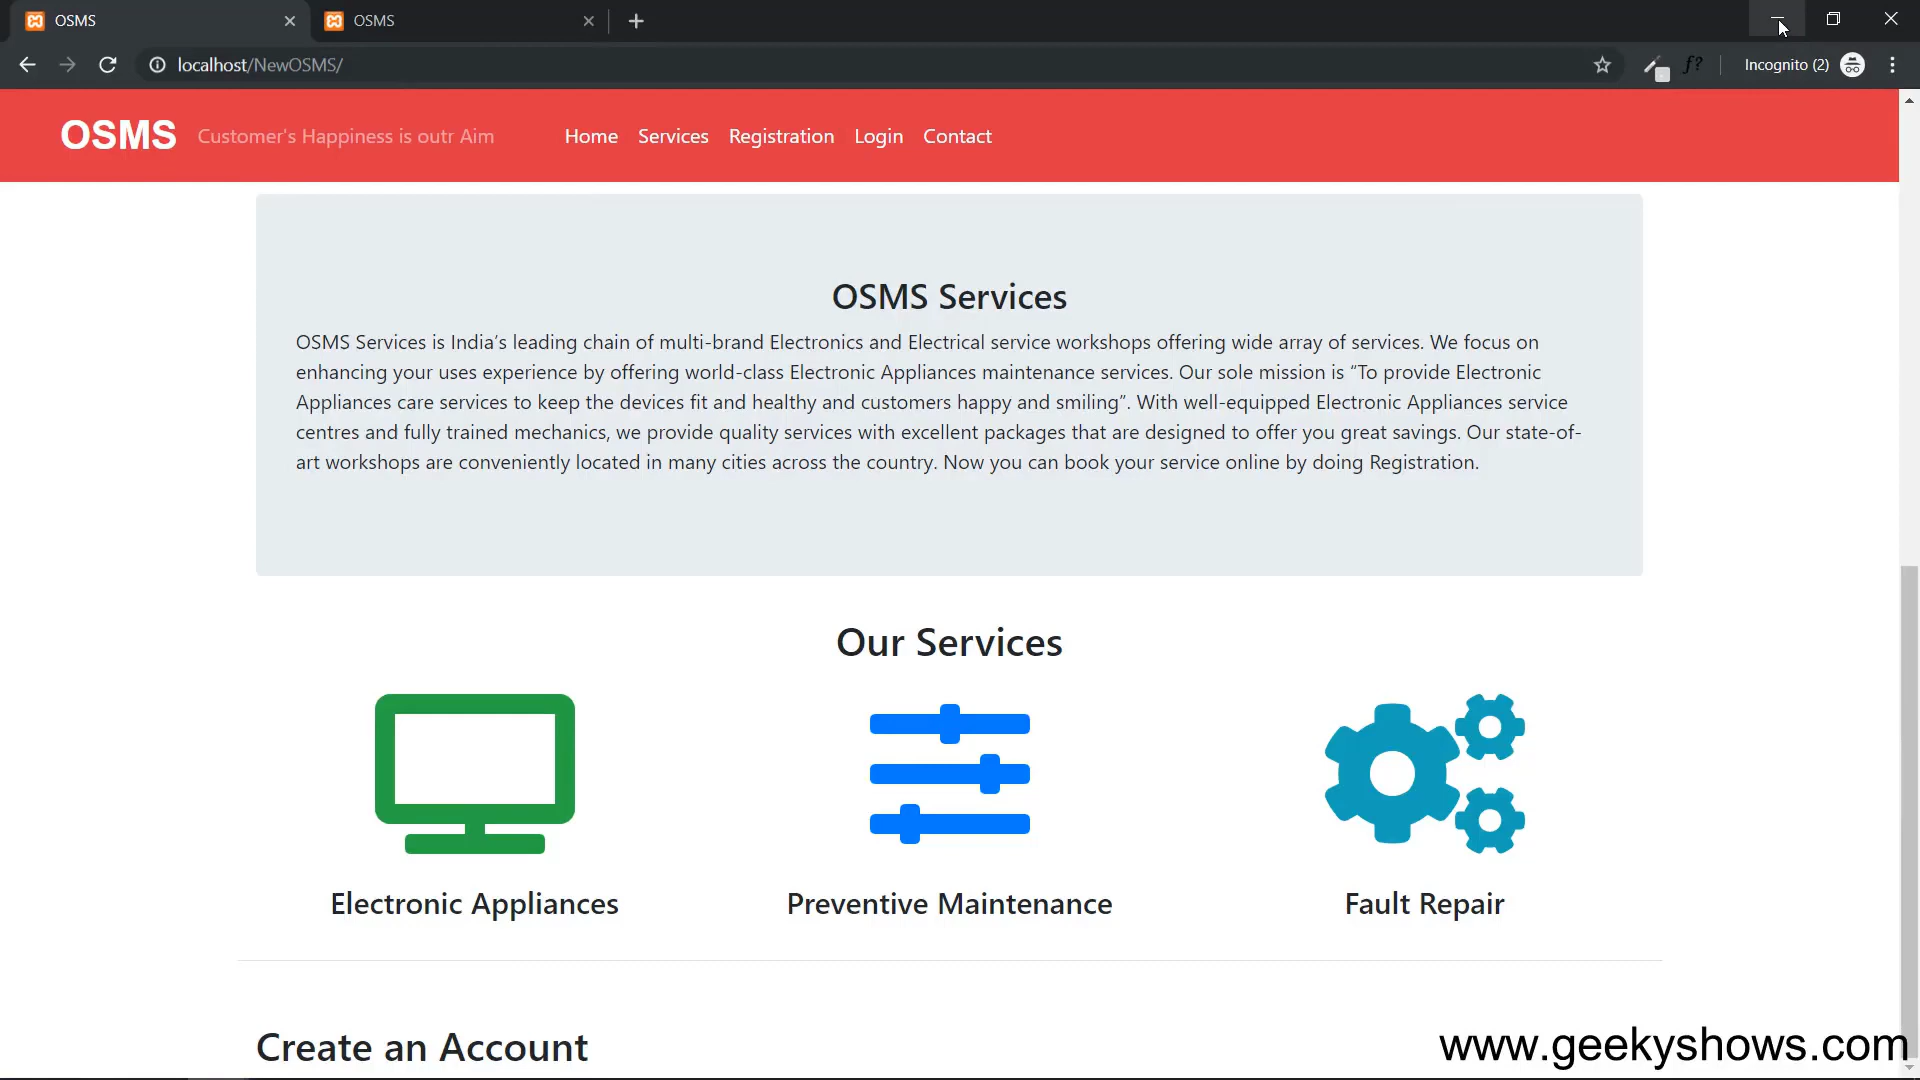 OSMS
OSMS
localhost/NewOSMS/
f?
Incognito (2)
OSMS
Customer's Happiness is outr Aim
Home
Services
Registration
Login
Contact
OSMS Services
OSMS Services is India’s leading chain of multi-brand Electronics and Electrical service workshops offering wide array of services. We focus on
enhancing your uses experience by offering world-class Electronic Appliances maintenance services. Our sole mission is “To provide Electronic
Appliances care services to keep the devices fit and healthy and customers happy and smiling”. With well-equipped Electronic Appliances service
centres and fully trained mechanics, we provide quality services with excellent packages that are designed to offer you great savings. Our state-of-
art workshops are conveniently located in many cities across the country. Now you can book your service online by doing Registration.
Our Services
Electronic Appliances
Preventive Maintenance
Fault Repair
Create an Account
www.geekyshows.com